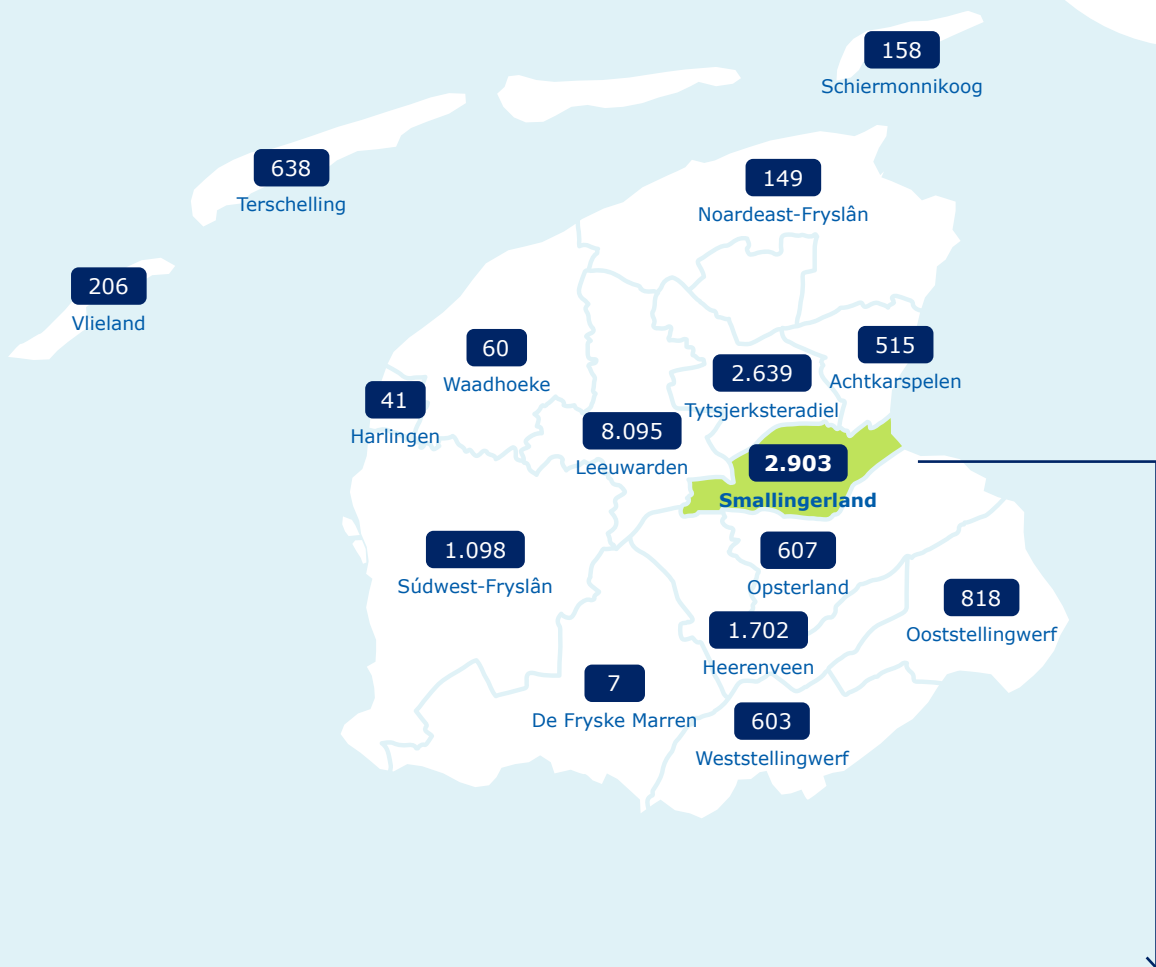 158
Schiermonnikoog
638
Terschelling
149
Noardeast-Fryslân
206
Vlieland
60
Waadhoeke
515
Achtkarspelen
2.639
Tytsjerksteradiel
41
Harlingen
8.095
Leeuwarden
2.903
Smallingerland
1.098
Súdwest-Fryslân
607
Opsterland
818
Ooststellingwerf
1.702
Heerenveen
7
De Fryske Marren
603
Weststellingwerf